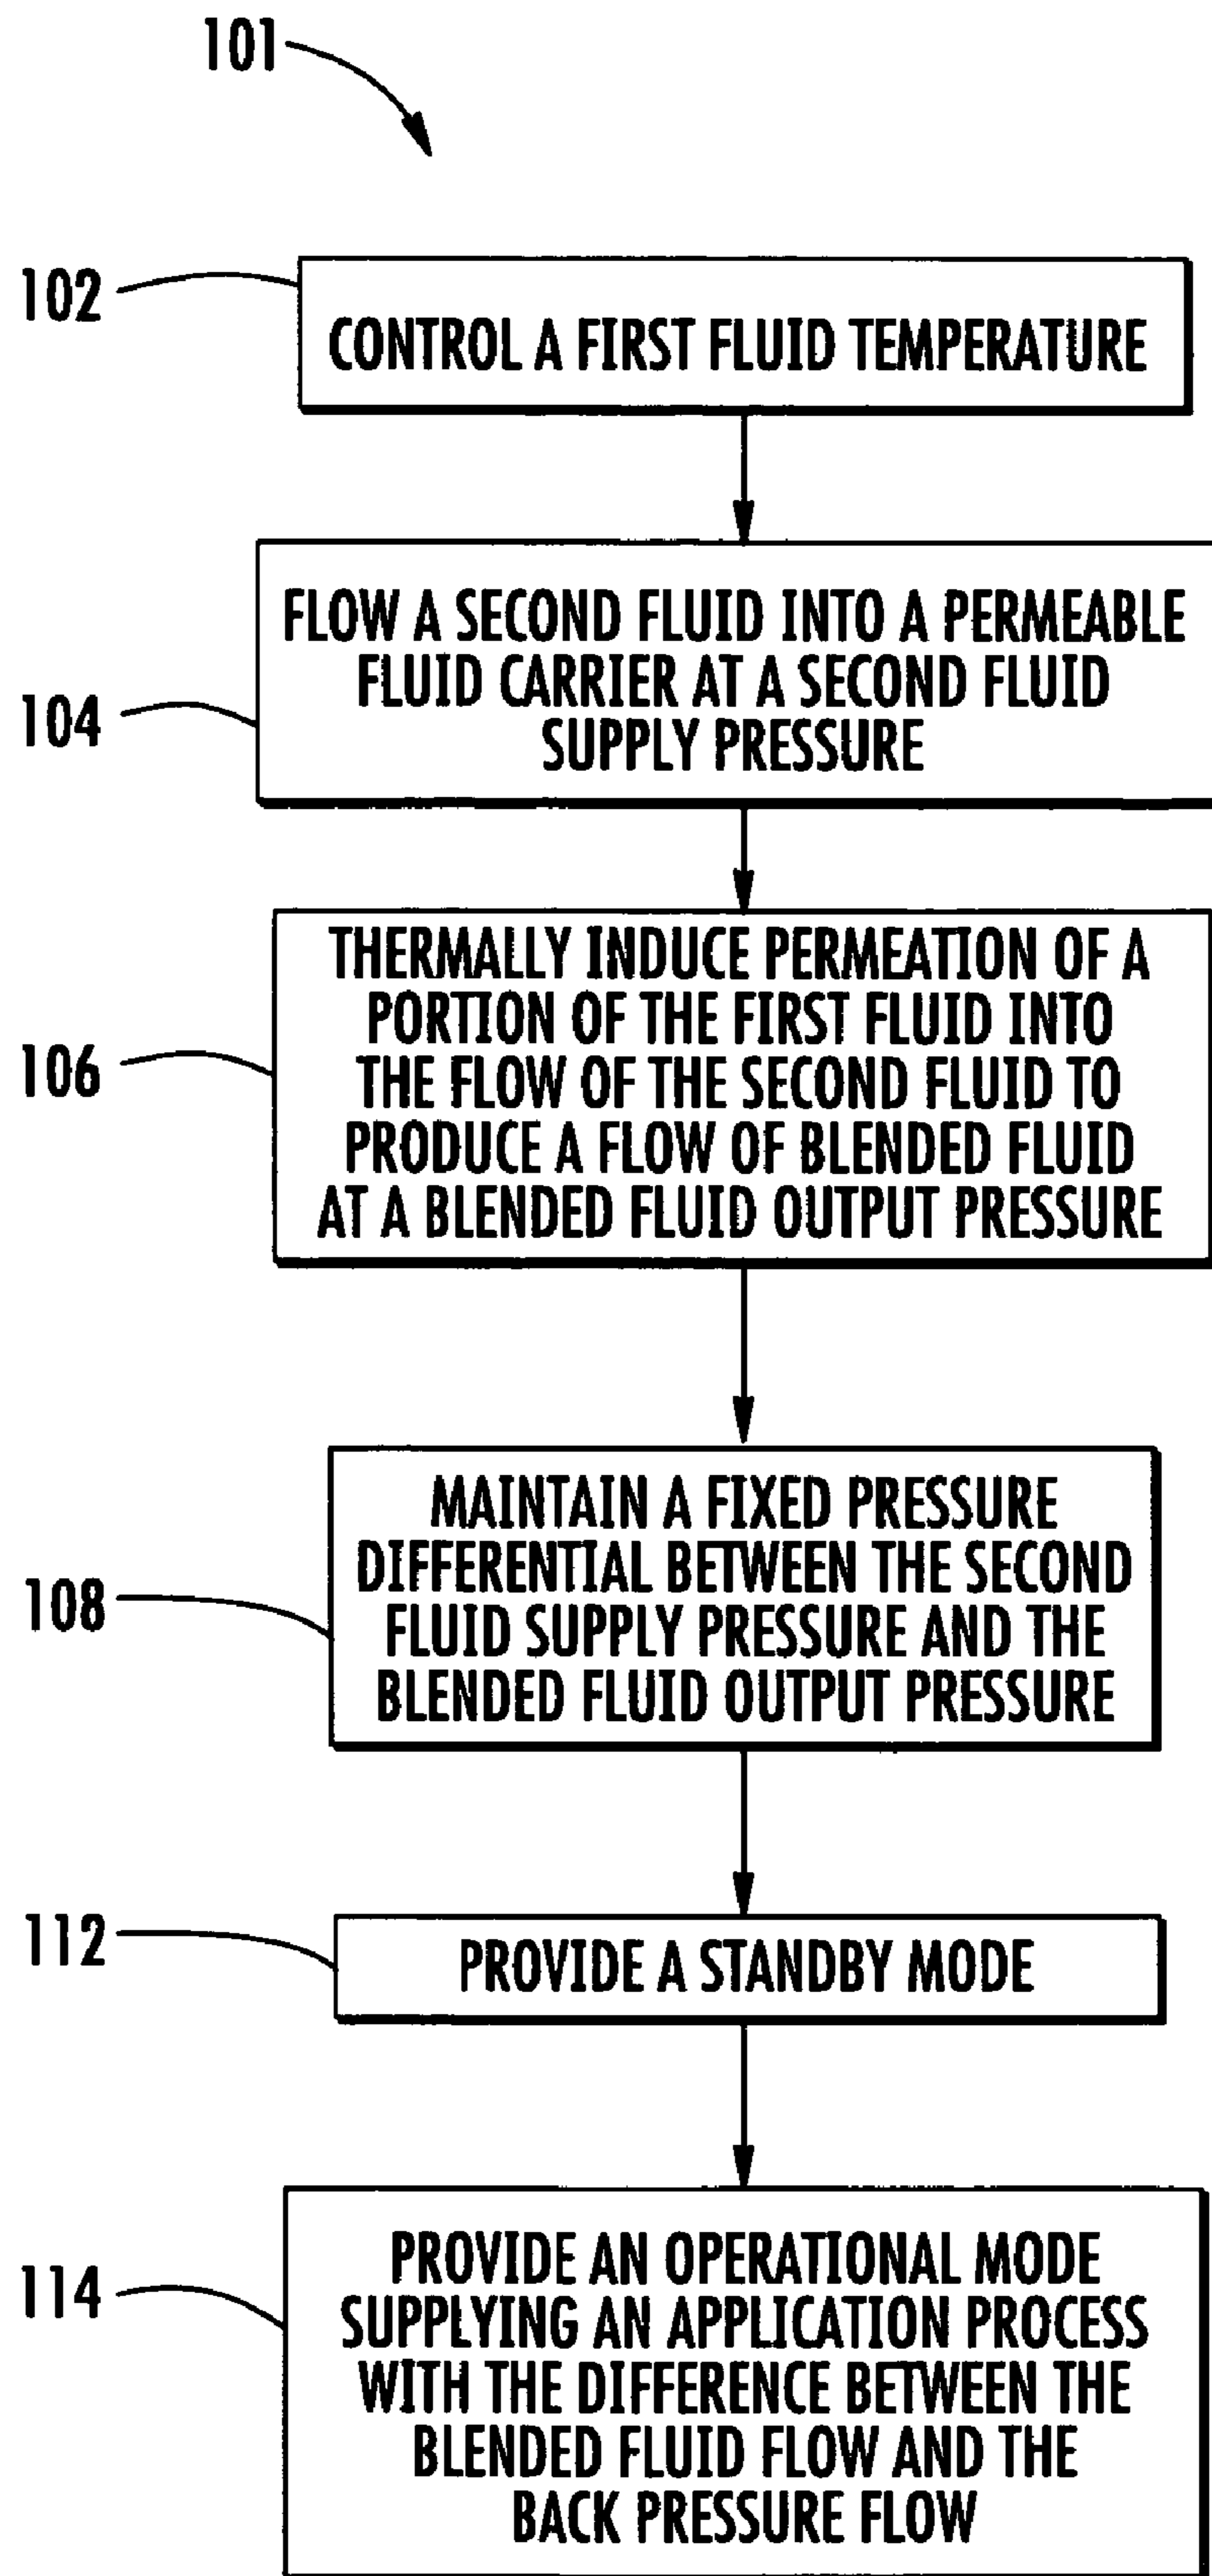 101
102
CONTROL A FIRST FLUID TEMPERATURE
104
FLOW A SECOND FLUID INTO A PERMEABLE
FLUID CARRIER AT A SECOND FLUID
SUPPLY PRESSURE
106
THERMALLY INDUCE PERMEATION OF A
PORTION OF THE FIRST FLUID INTO
THE FLOW OF THE SECOND FLUID TO
PRODUCE A FLOW OF BLENDED FLUID
AT A BLENDED FLUID OUTPUT PRESSURE
108
MAINTAIN A FIXED PRESSURE
DIFFERENTIAL BETWEEN THE SECOND
FLUID SUPPLY PRESSURE AND THE
BLENDED FLUID OUTPUT PRESSURE
112
PROVIDE A STANDBY MODE
114
PROVIDE AN OPERATIONAL MODE
SUPPLYING AN APPLICATION PROCESS
WITH THE DIFFERENCE BETWEEN THE
BLENDED FLUID FLOW AND THE
BACK PRESSURE FLOW